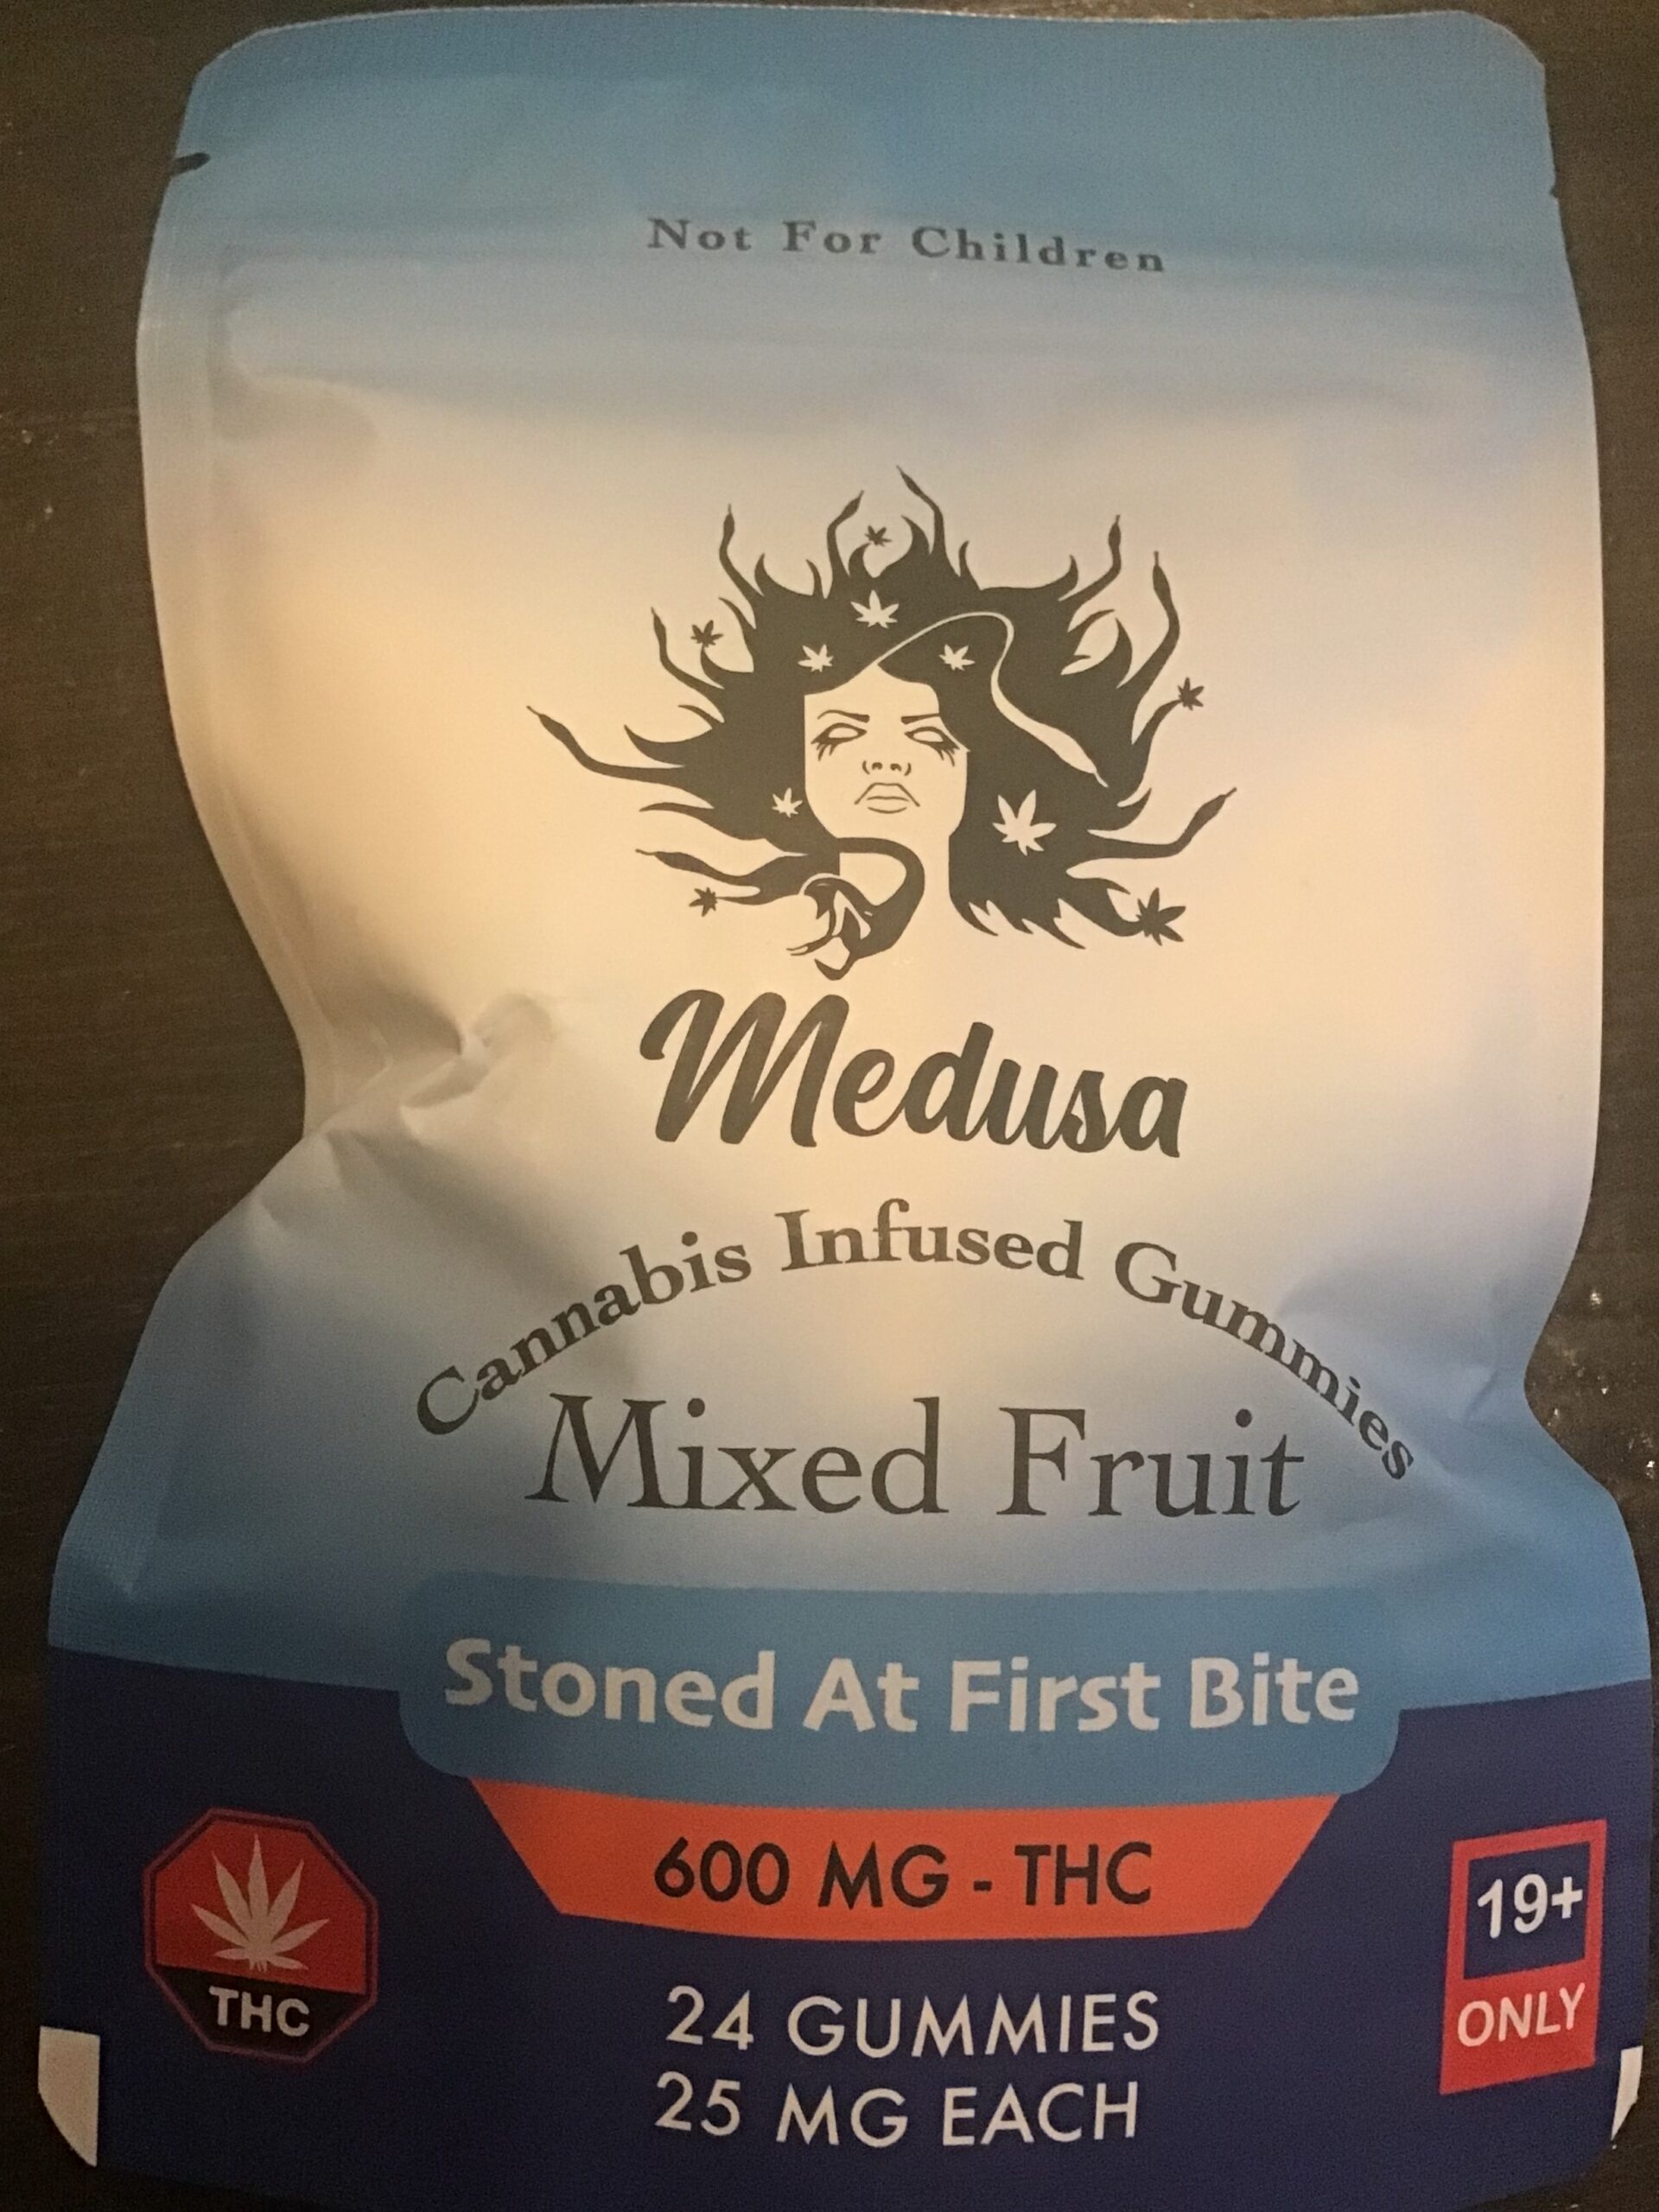 Not For Children
Medusa
Cannabis Infused Gummies
Mixed Fruit
Stoned At First Bite
600 MG - THC
THC
24 GUMMIES
25 MG EACH
19+
ONLY